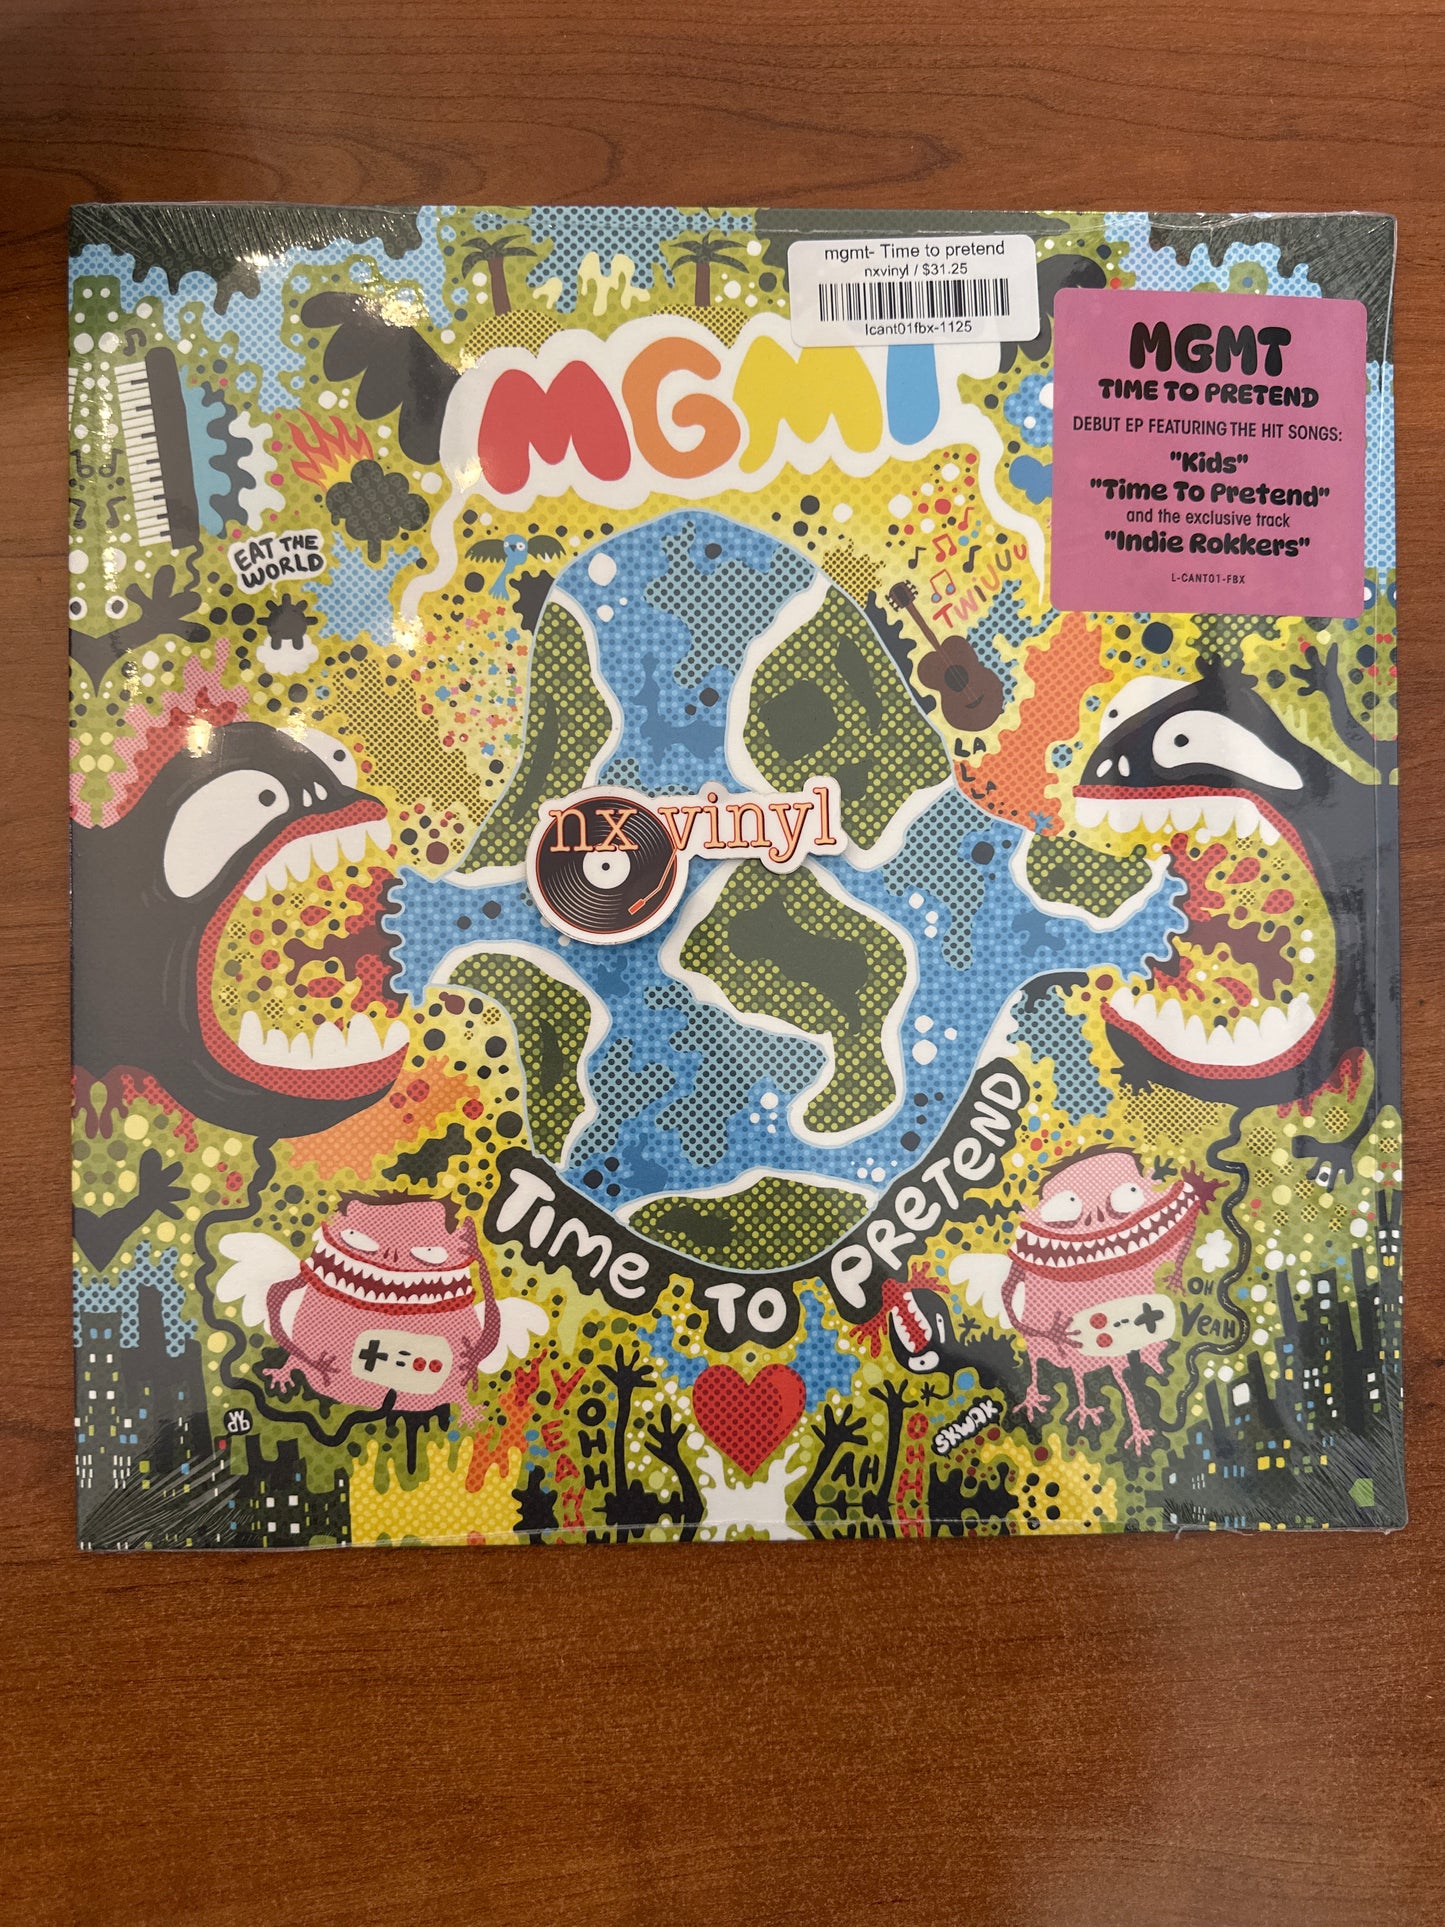 mgmt- Time to pretend
nxvinyl / $31.25
lcant01fbx-1125
MGMT
MGMT
TIME TO PRETEND
DEBUT EP FEATURING THE HIT SONGS:
"Kids"
"Time To Pretend"
and the exclusive track
"Indie Rokkers"
L-CANT01-FBX
EAT THE
WORLD
TWIUUU
LA
nx vinyl
TIME TO PRETEND
OH
YEAH
YEAH
OHH
AH
OHH
SKWAK